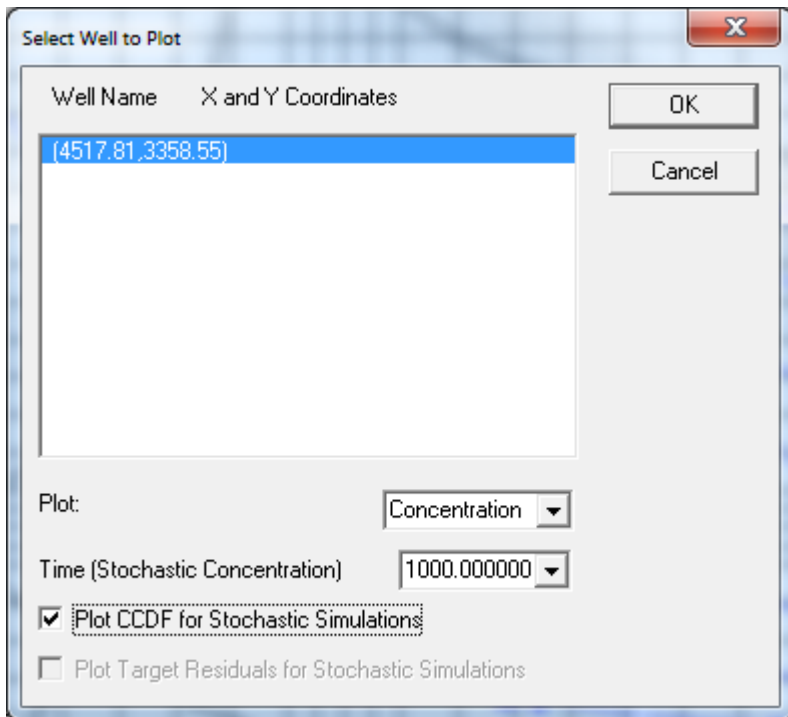 Select Well to Plot
Well Name X and Y Coordinates
OK
(4517.81,3358.55)
Cancel
Plot:
Concentration
Time (Stochastic Concentration)
1000.000000
Plot CCDF for Stochastic Simulations
Plot Target Residuals for Stochastic Simulations